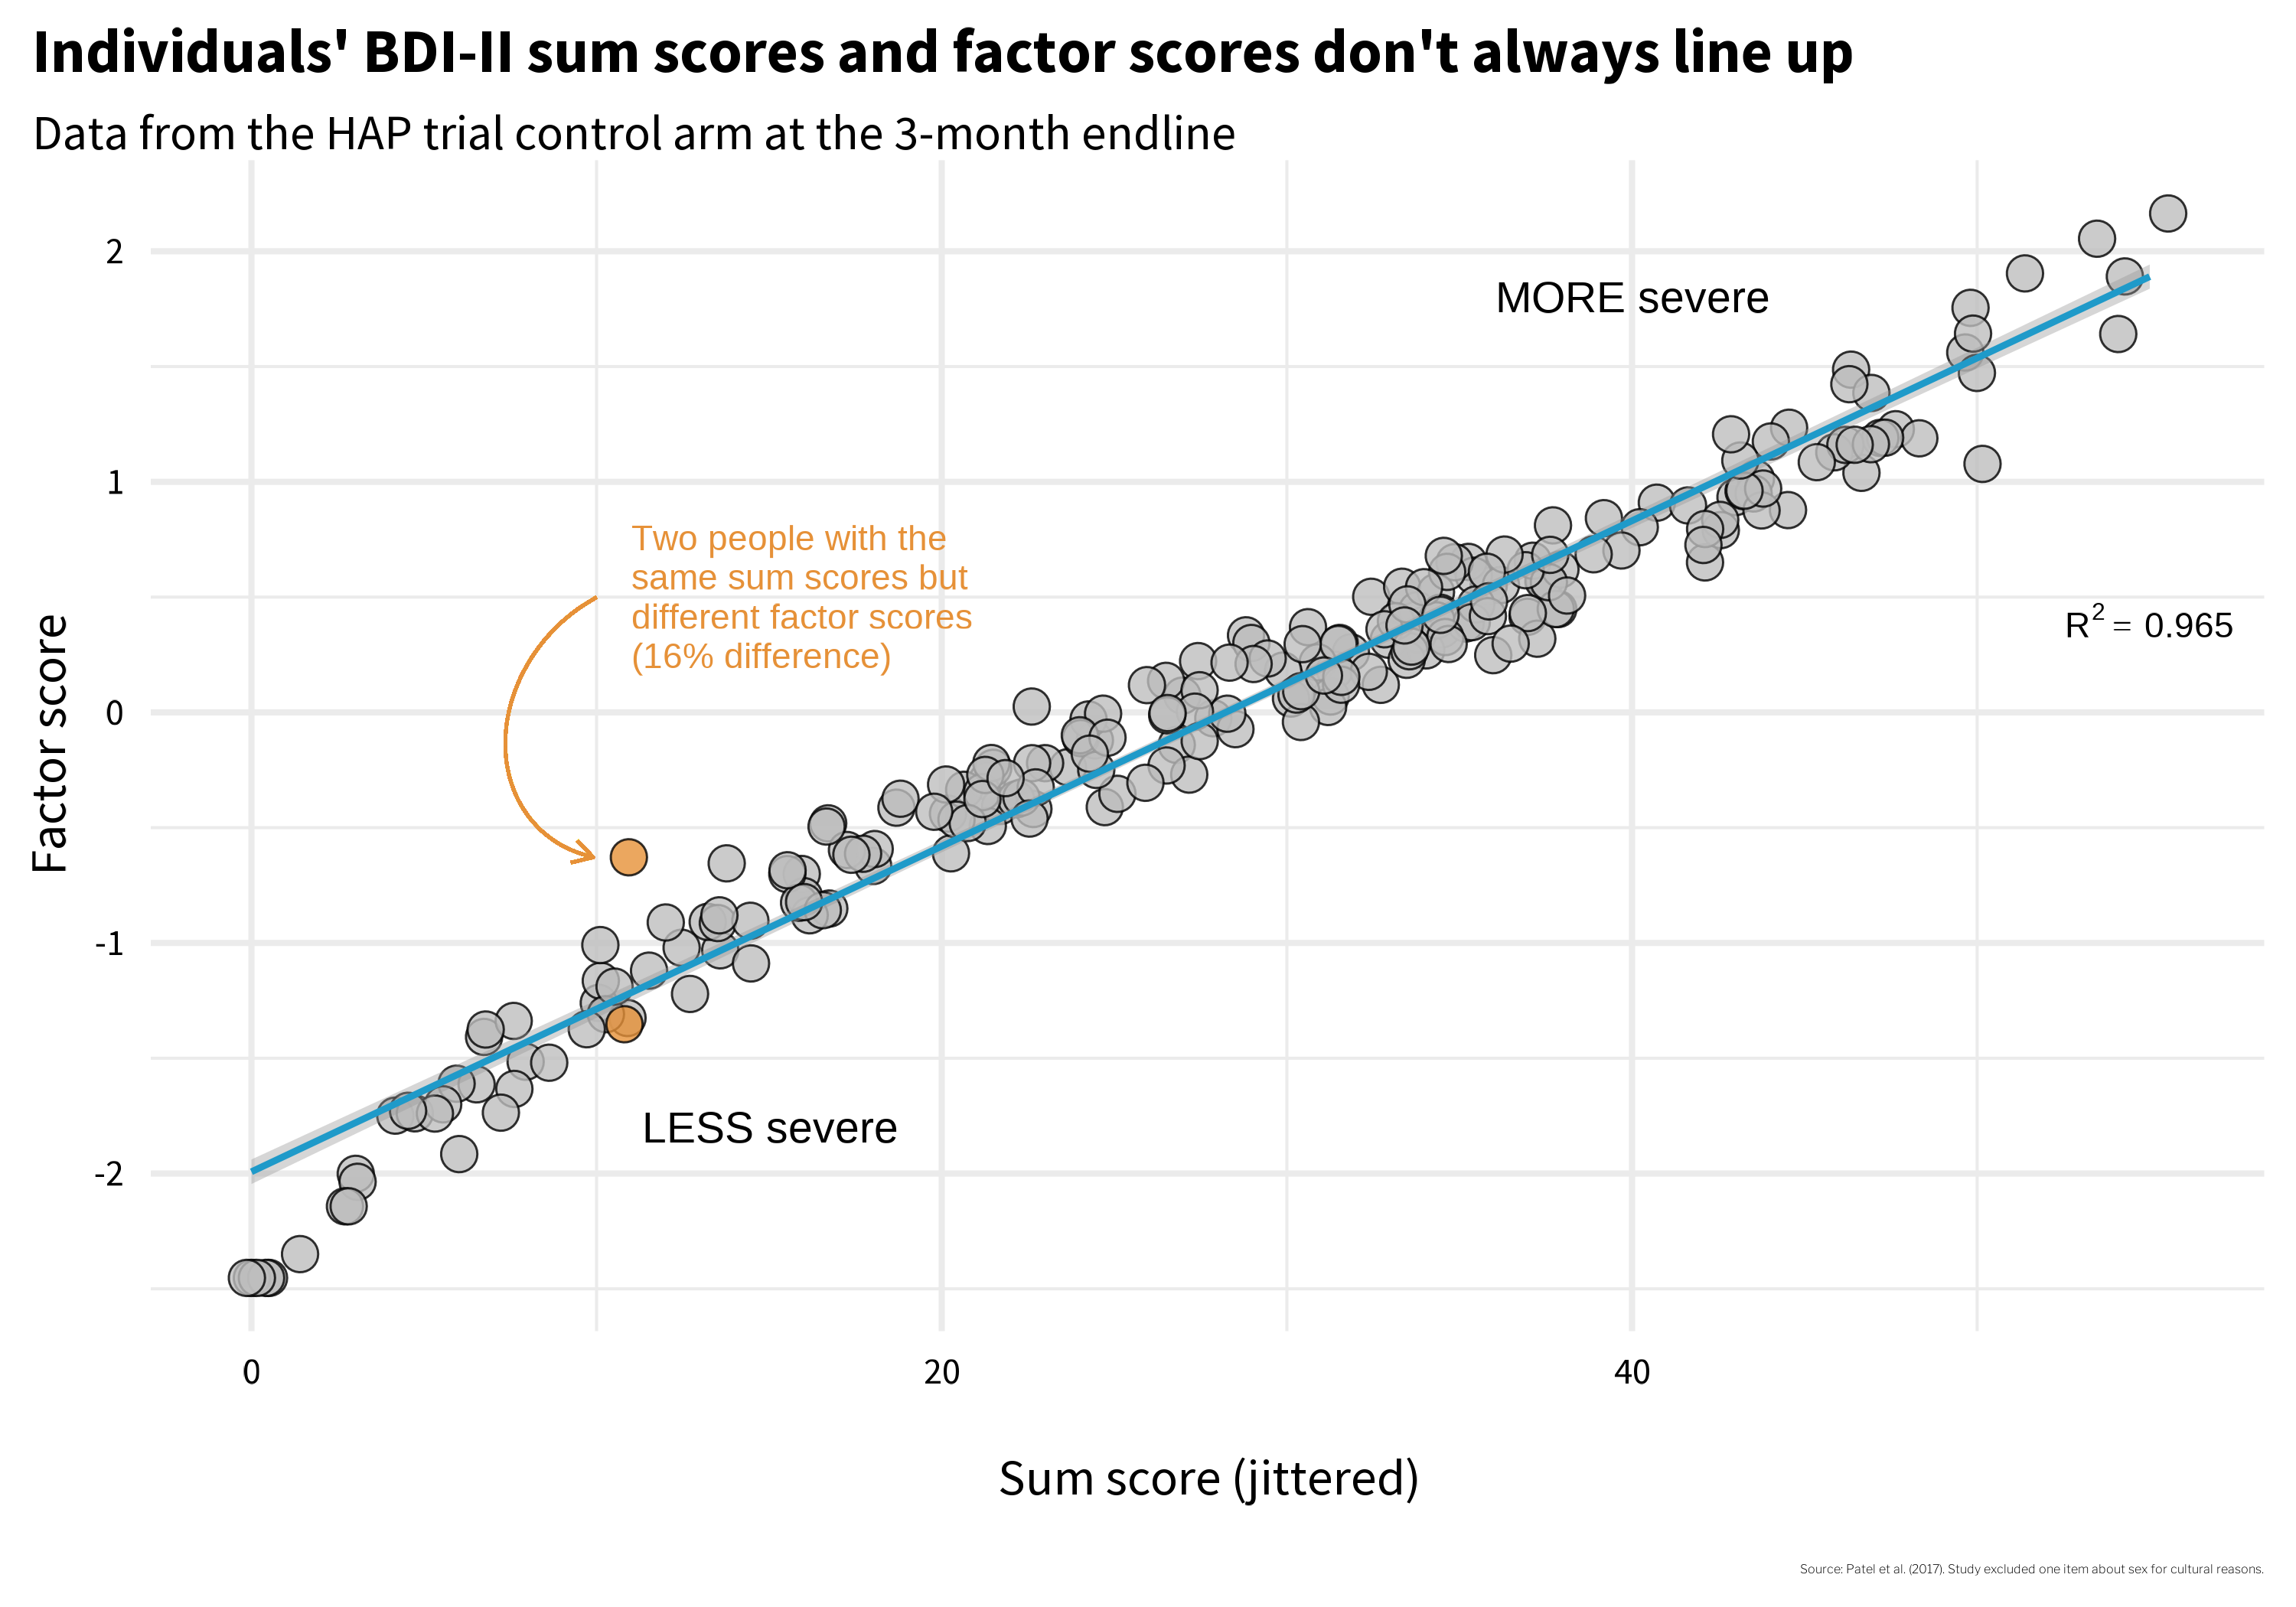 Individuals' BDI-II sum scores and factor scores don't always line up
Data from the HAP trial control arm at the 3-month endline
2
MORE severe
1
Two people with the
same sum scores but
different factor scores
(16% difference)
R² = 0.965
0
Factor score
-1
LESS severe
-2
0
20
40
Sum score (jittered)
Source: Patel et al. (2017). Study excluded one item about sex for cultural reasons.